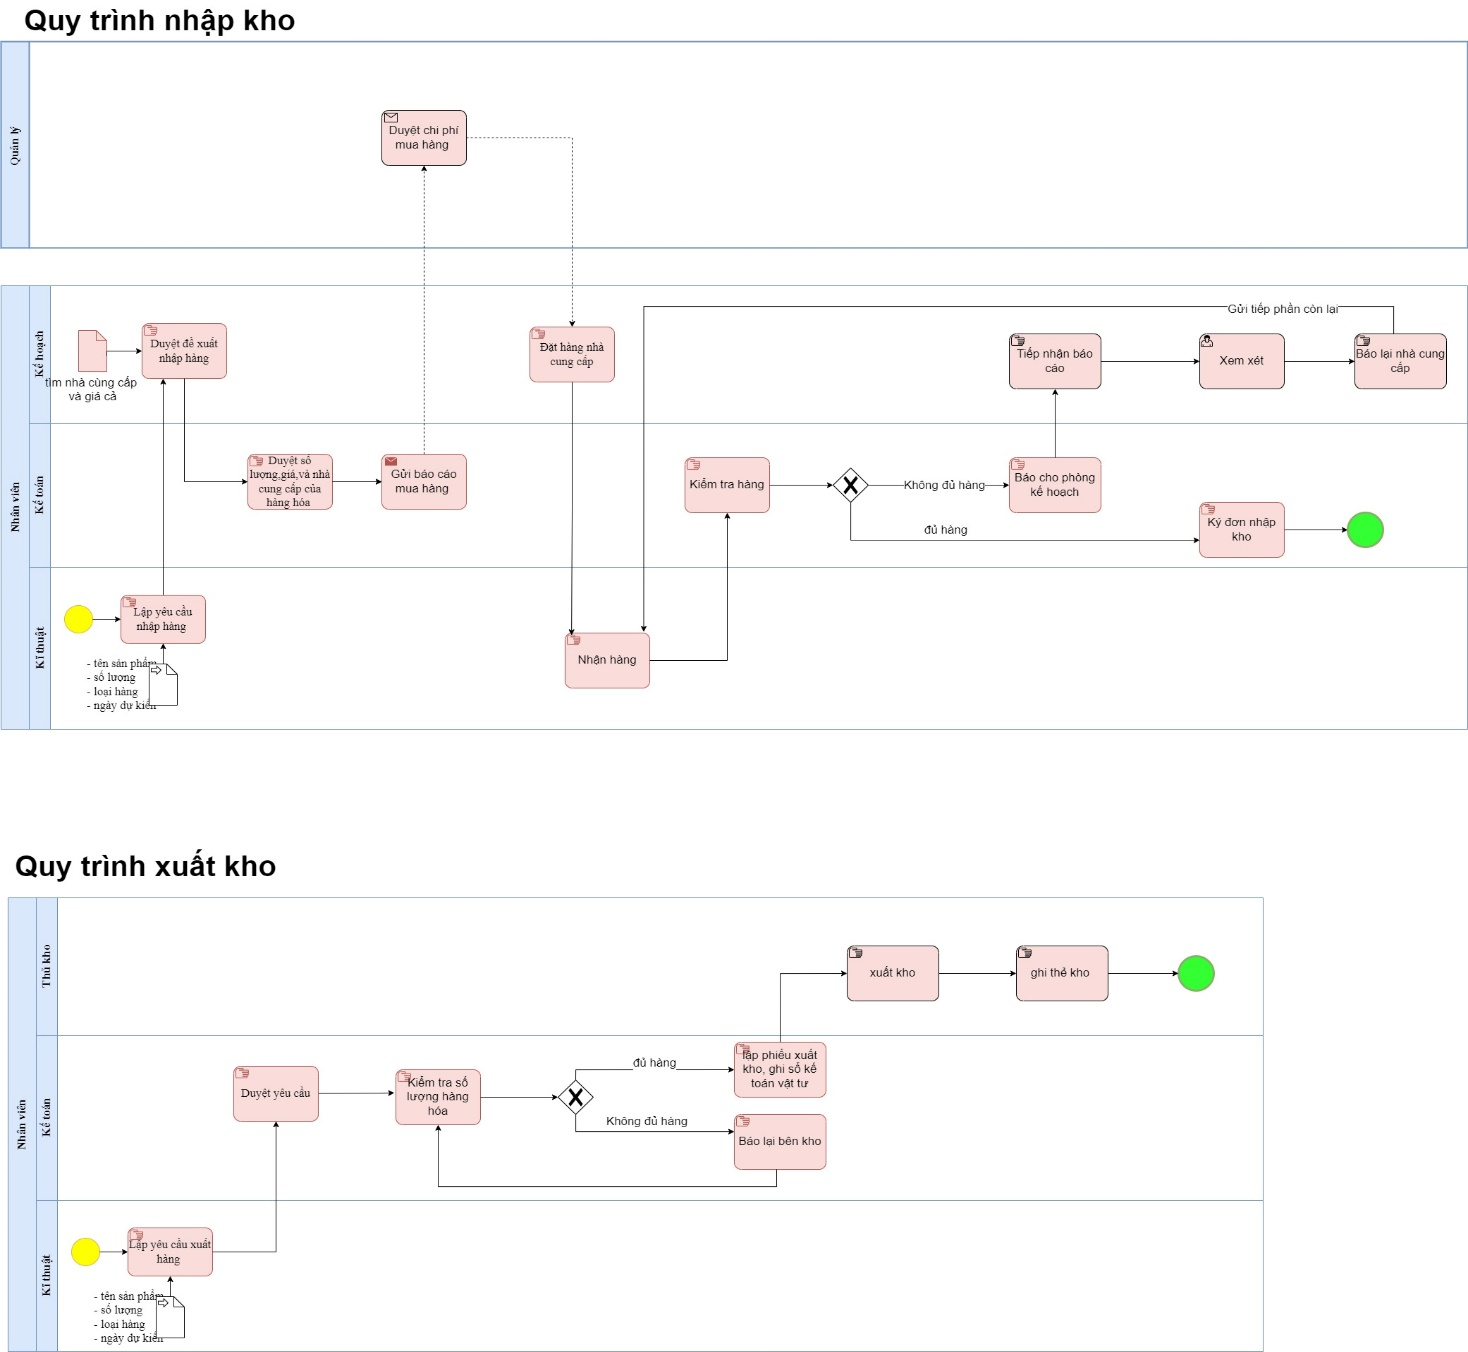 Quy trình nhập kho
Quản lý
Duyệt chi phí
mua hàng
Nhân viên
Kế hoạch
tìm nhà cùng cấp
và giá cả
Duyệt đề xuất
nhập hàng
Đặt hàng nhà
cung cấp
Gửi tiếp phần còn lại
Tiếp nhận báo
cáo
Xem xét
Báo lại nhà cung
cấp
Kế toán
Duyệt số
lượng,giá,và nhà
cung cấp của
hàng hóa
Gửi báo cáo
mua hàng
Kiểm tra hàng
Không đủ hàng
đủ hàng
Báo cho phòng
kế hoạch
Ký đơn nhập
kho
Kĩ thuật
Lập yêu cầu
nhập hàng
- tên sản phẩm
- số lượng
- loại hàng
- ngày dự kiến
Nhận hàng
Quy trình xuất kho
Nhân viên
Thủ kho
xuất kho
ghi thẻ kho
Kế toán
Duyệt yêu cầu
Kiểm tra số
lượng hàng
hóa
đủ hàng
Không đủ hàng
lập phiếu xuất
kho, ghi sổ kế
toán vật tư
Báo lại bên kho
Kĩ thuật
Lập yêu cầu xuất
hàng
- tên sản phẩm
- số lượng
- loại hàng
- ngày dự kiến